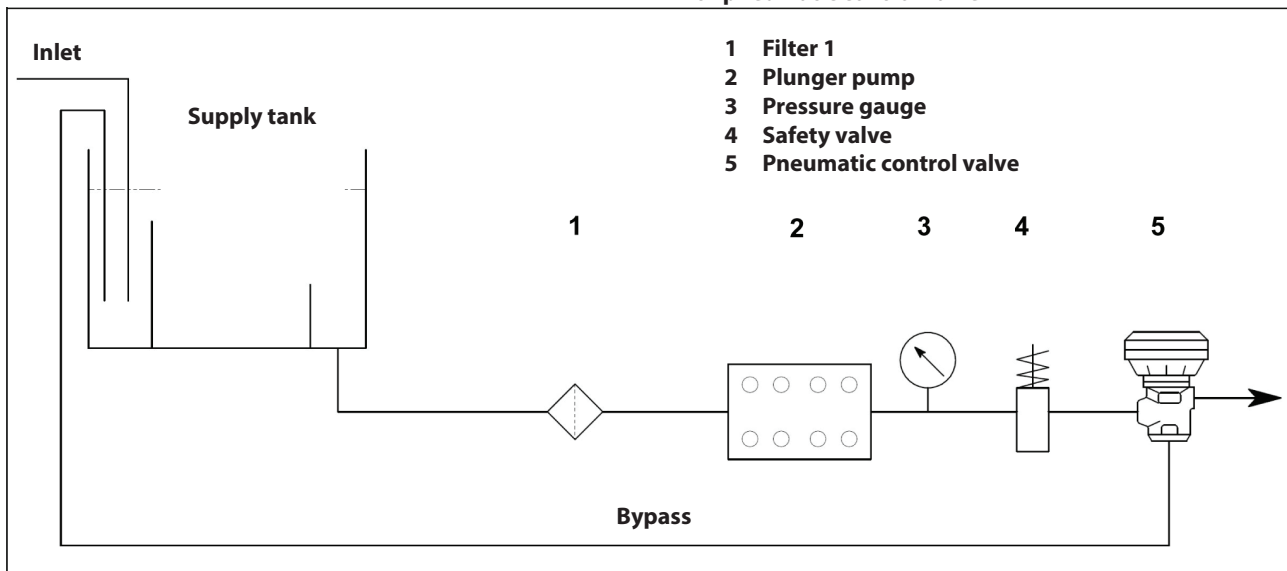 Inlet
Supply tank
1 Filter 1
2 Plunger pump
3 Pressure gauge
4 Safety valve
5 Pneumatic control valve
1 2 3 4 5
Bypass